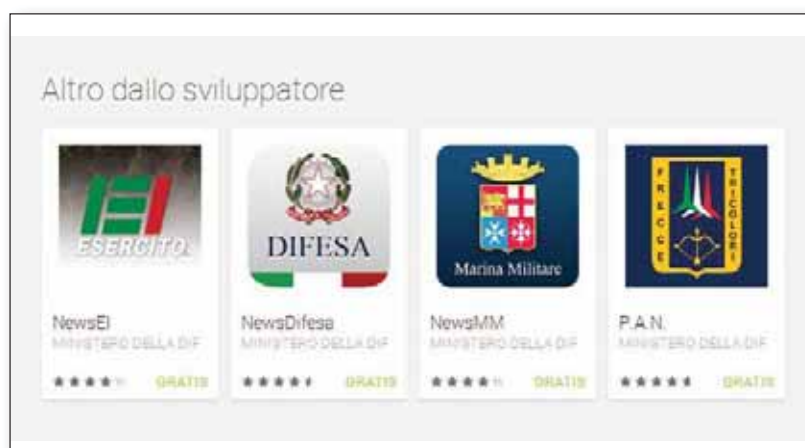 Altro dallo sviluppatore
ESERCITO
NewsEI
MINISTERO DELLA DIF
GRATIS
DIFESA
NewsDifesa
MINISTERO DELLA DIF
GRATIS
Marina Militare
NewsMM
MINISTERO DELLA DIF
GRATIS
FRECCE
TRICOLORI
P.A.N.
MINISTERO DELLA DIF
GRATIS